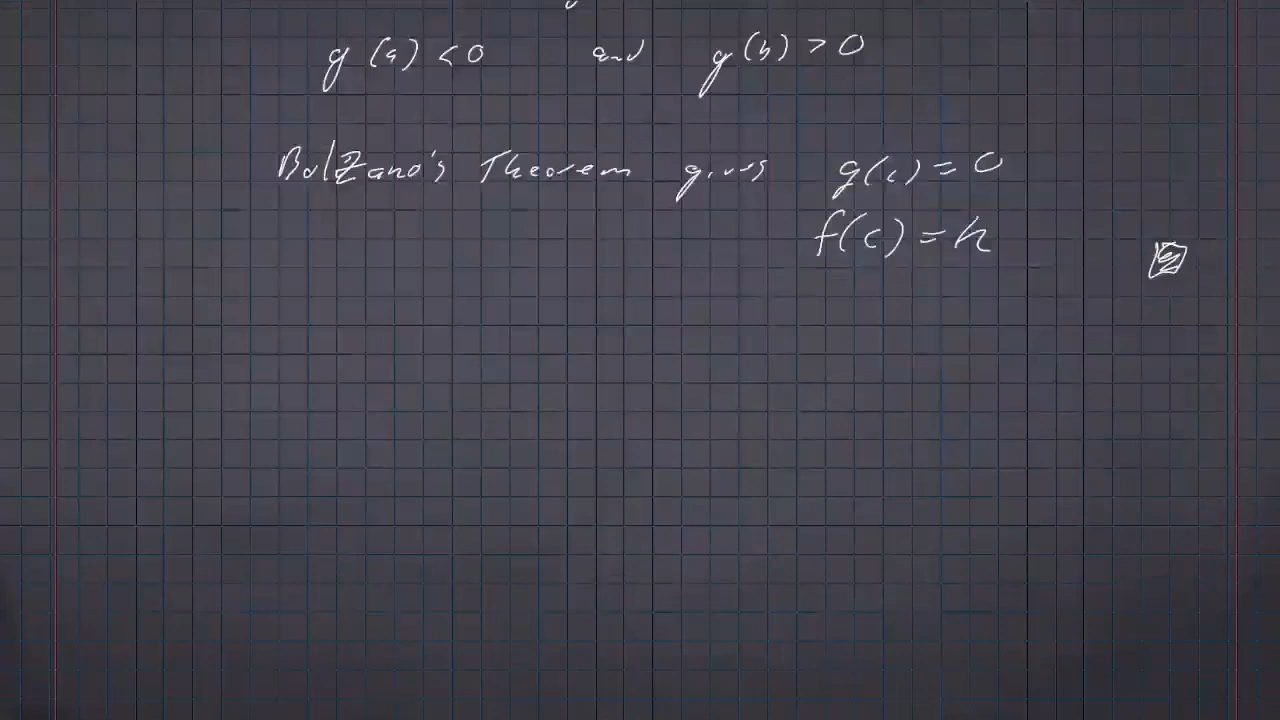 g(a) < 0 and g(b) > 0
Bolzano's Theorem gives g(c) = 0
f(c) = k